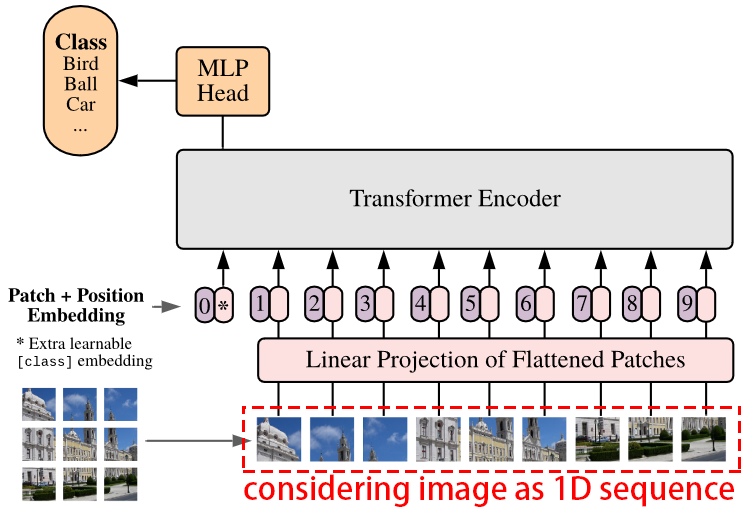 Class
Bird
Ball
Car
...
MLP
Head
Transformer Encoder
Patch + Position
Embedding
0 * 1 2 3 4 5 6 7 8 9
* Extra learnable
[class] embedding
Linear Projection of Flattened Patches
considering image as 1D sequence